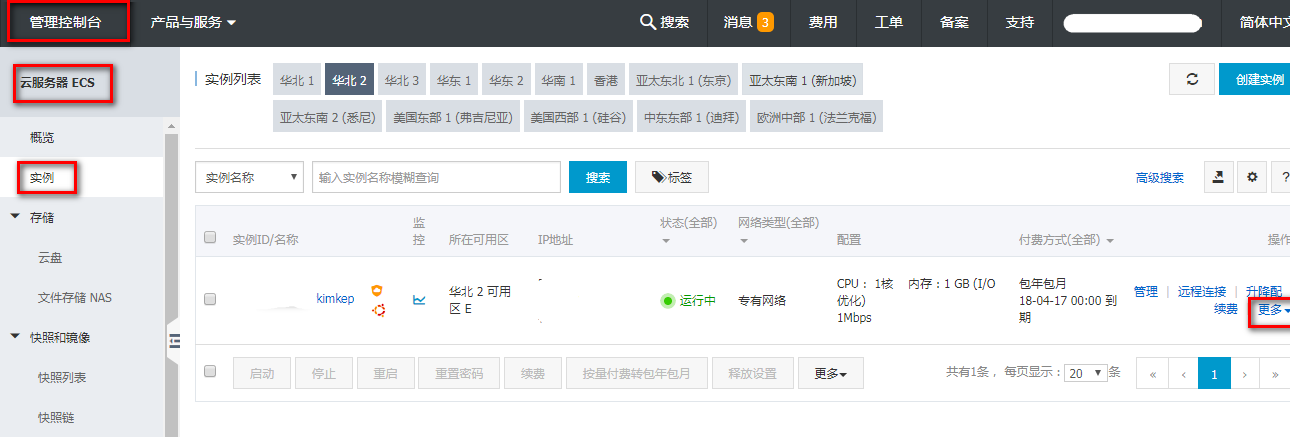 管理控制台 产品与服务 搜索 消息 3 费用 工单 备案 支持 简体中文
云服务器 ECS
概览
实例
存储
云盘
文件存储 NAS
快照和镜像
快照列表
快照链
实例列表 华北 1 华北 2 华北 3 华东 1 华东 2 华南 1 香港 亚太东北 1 (东京) 亚太东南 1 (新加坡) 创建实例
亚太东南 2 (悉尼) 美国东部 1 (弗吉尼亚) 美国西部 1 (硅谷) 中东东部 1 (迪拜) 欧洲中部 1 (法兰克福)
实例名称 输入实例名称模糊查询 搜索 标签 高级搜索 ?
实例ID/名称 监控 所在可用区 IP地址 状态(全部) 网络类型(全部) 配置 付费方式(全部) 操作
kimkep 华北 2 可用区 E 运行中 专有网络
CPU： 1核 内存：1 GB (I/O
优化)
1Mbps
包年包月
18-04-17 00:00 到
期
管理 | 远程连接 | 升降配
续费 更多
启动 停止 重启 重置密码 续费 按量付费转包年包月 释放设置 更多 共有1条， 每页显示：20 条 « ‹ 1 › »